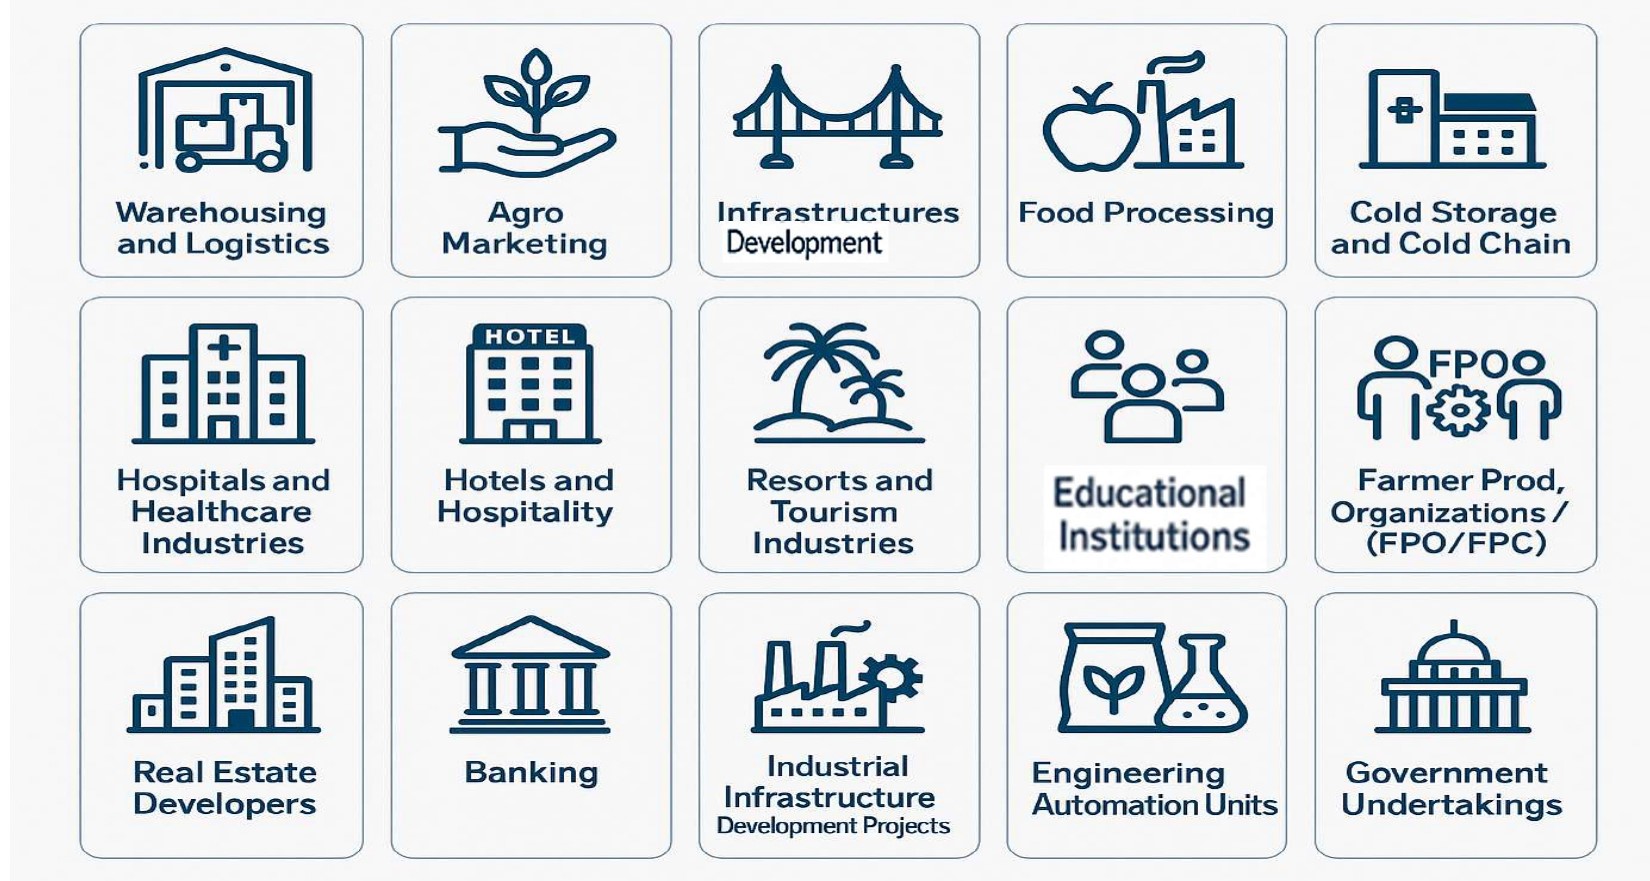 Warehousing
and Logistics
Agro
Marketing
Infrastructures
Development
Food Processing
Cold Storage
and Cold Chain
Hospitals and
Healthcare
Industries
HOTEL
Hotels and
Hospitality
Resorts and
Tourism
Industries
Educational
Institutions
FPO
Farmer Prod,
Organizations /
(FPO/FPC)
Real Estate
Developers
Banking
Industrial
Infrastructure
Development Projects
Engineering
Automation Units
Government
Undertakings